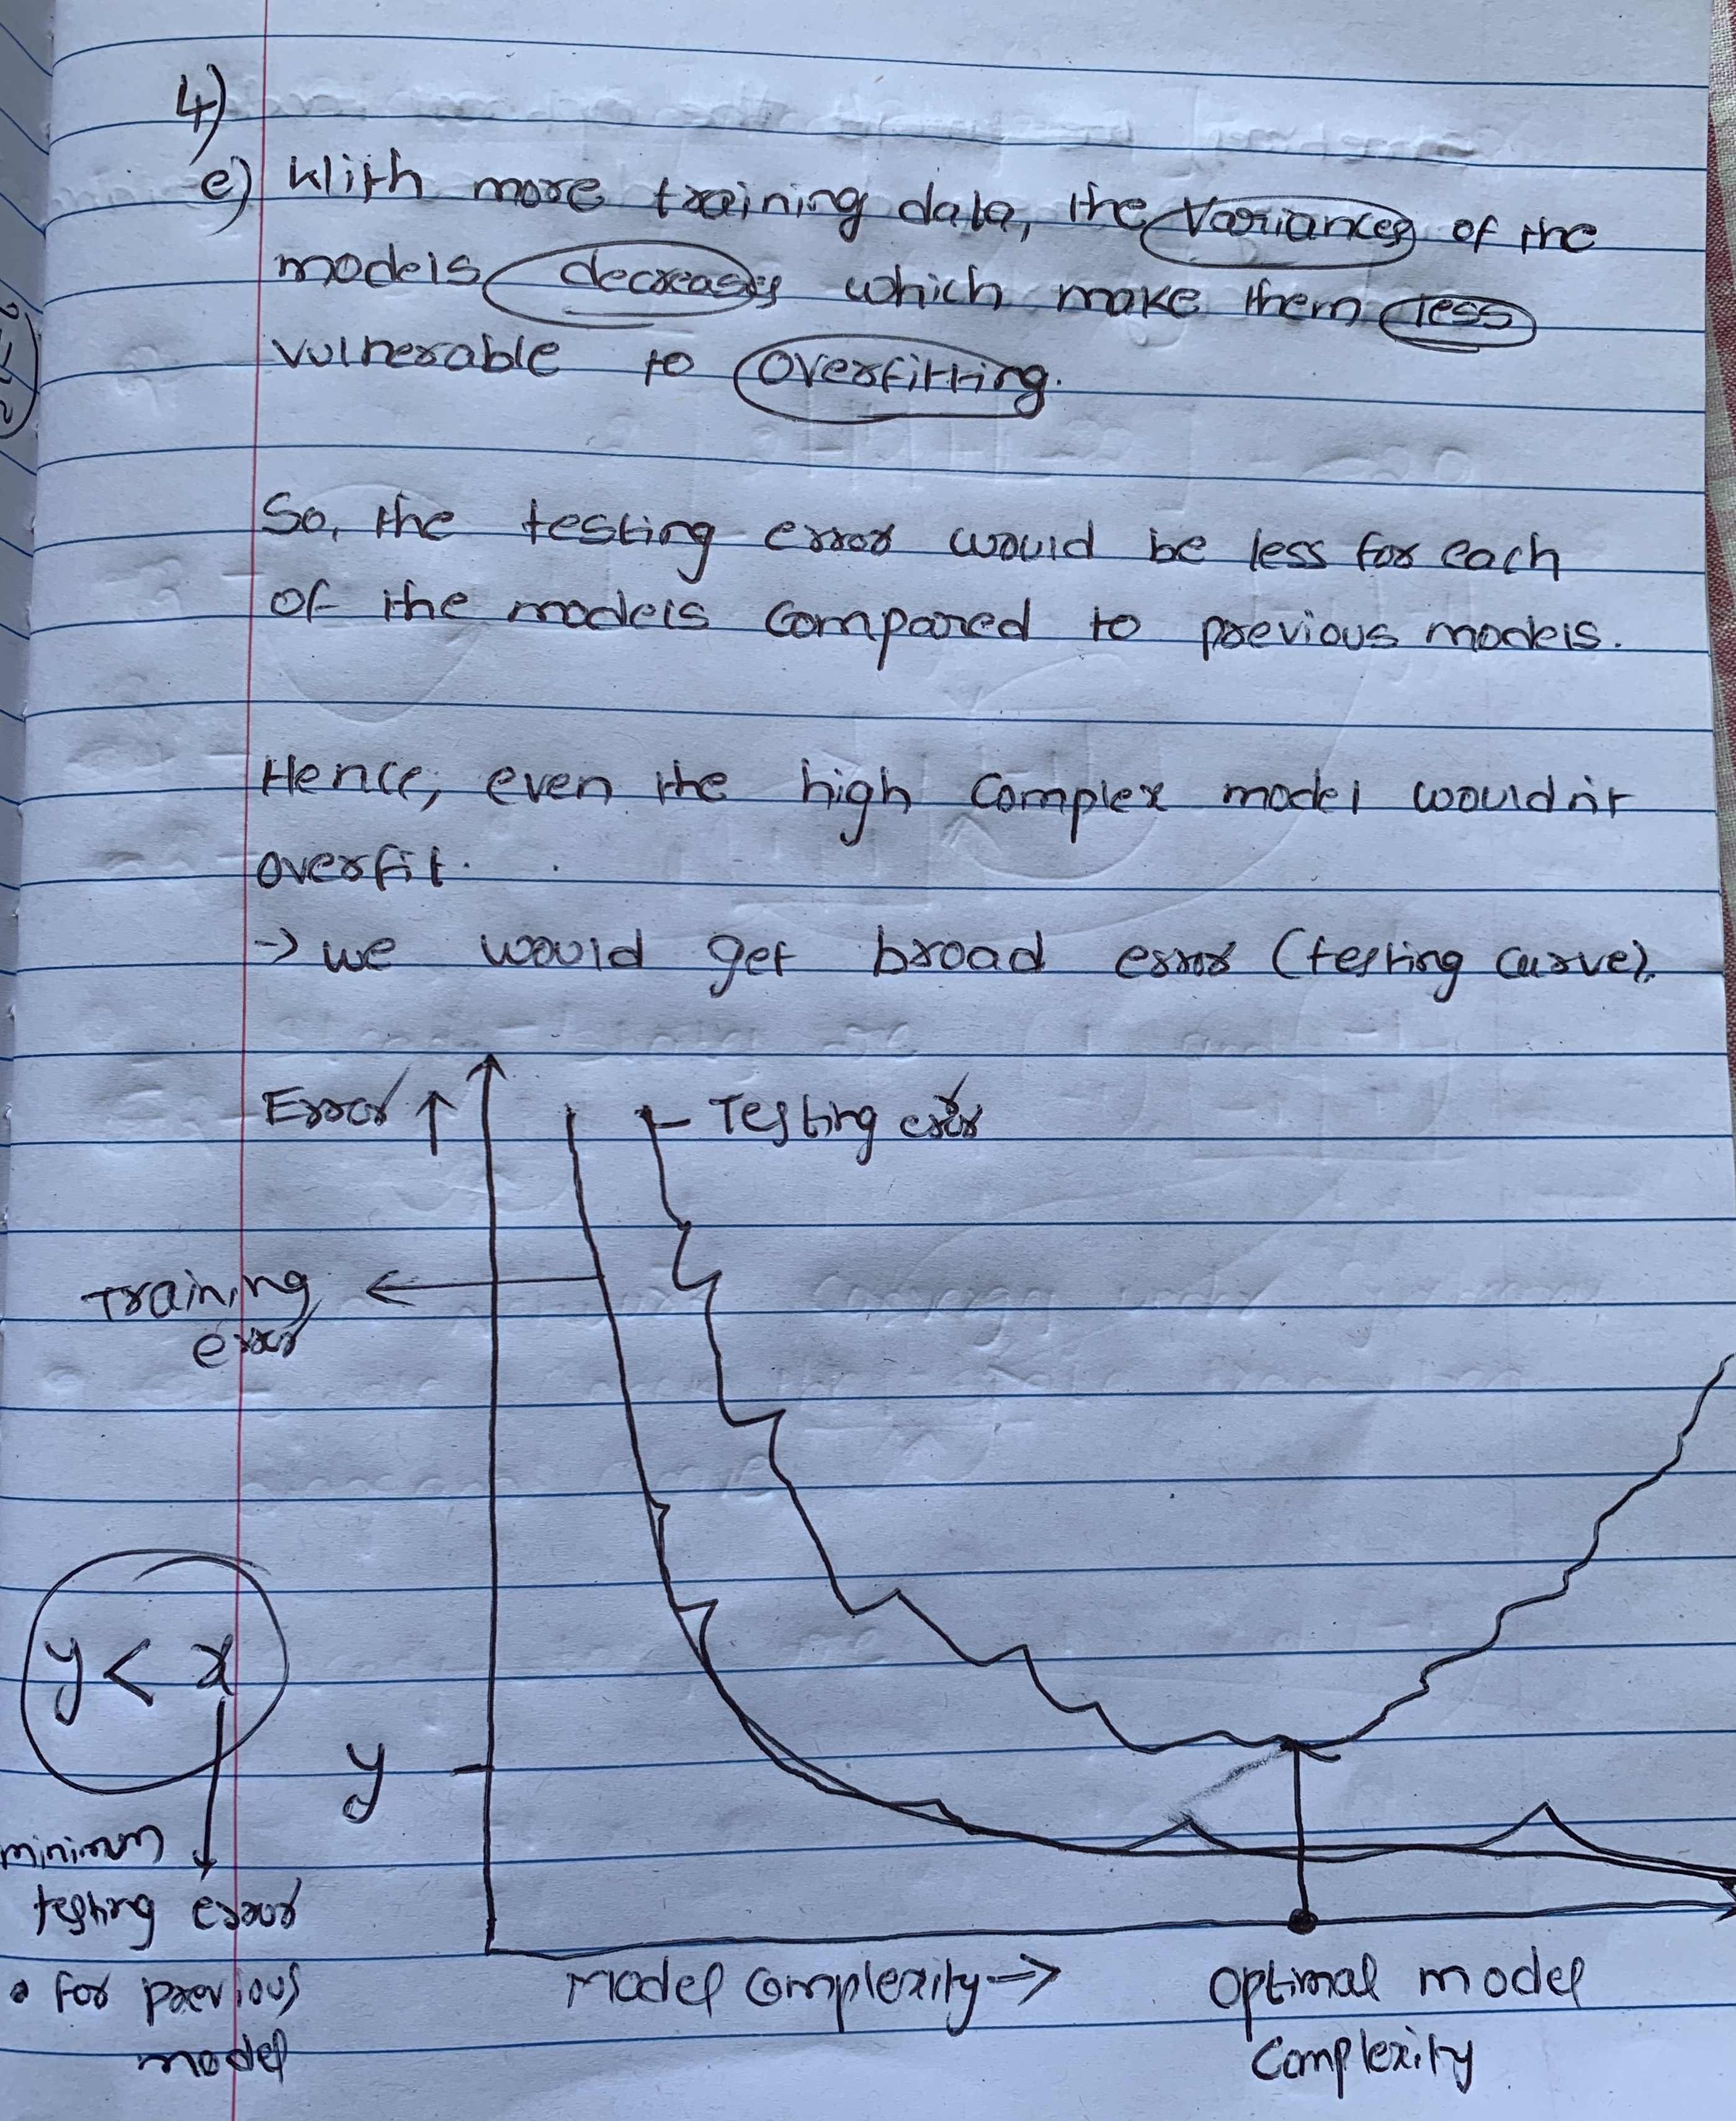 4)
e) With more training data, the Variances of the
models decreases which make them less
vulnerable to overfitting.
So, the testing error would be less for each
of the models compared to previous models.
Hence, even the high complex model wouldn't
overfit.
-> we would get broad error (testing curve).
Error ↑
Testing error
Training
error
y < x
y
minimum
testing error
• for previous
model
Model Complexity ->
Optimal model
Complexity